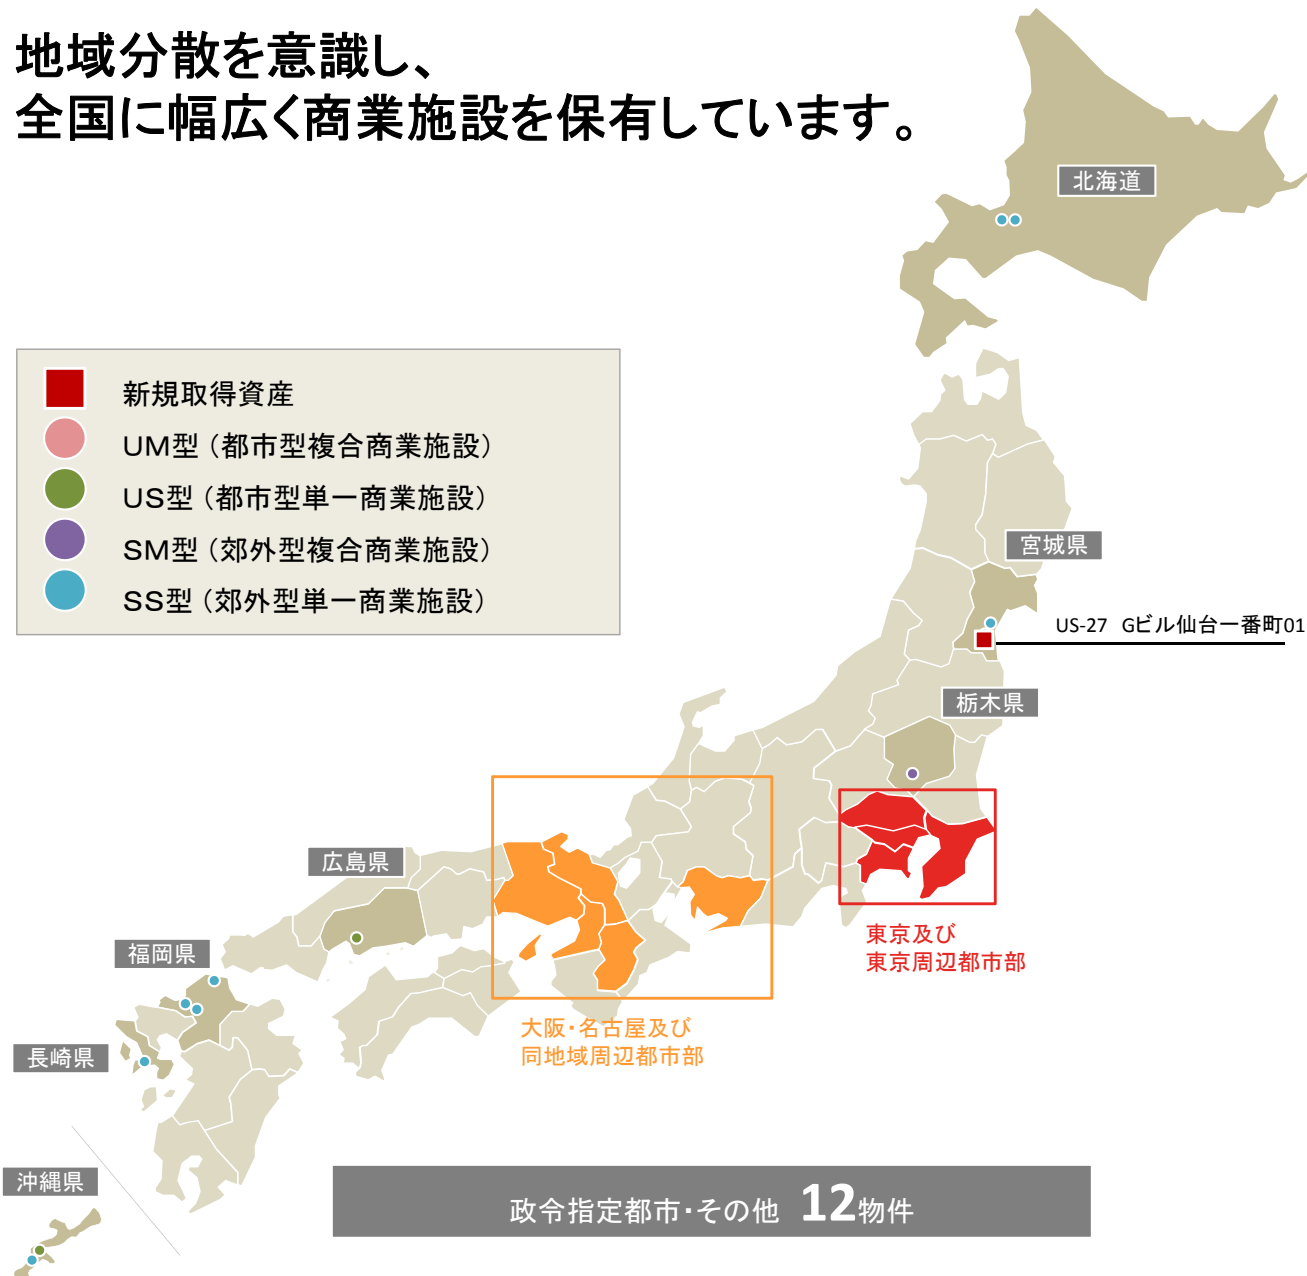 地域分散を意識し、
全国に幅広く商業施設を保有しています。
北海道
新規取得資産
UM型（都市型複合商業施設）
US型（都市型単一商業施設）
SM型（郊外型複合商業施設）
SS型（郊外型単一商業施設）
宮城県
US-27 Gビル仙台一番町01
栃木県
広島県
東京及び
東京周辺都市部
福岡県
大阪・名古屋及び
同地域周辺都市部
長崎県
沖縄県
政令指定都市・その他 12物件